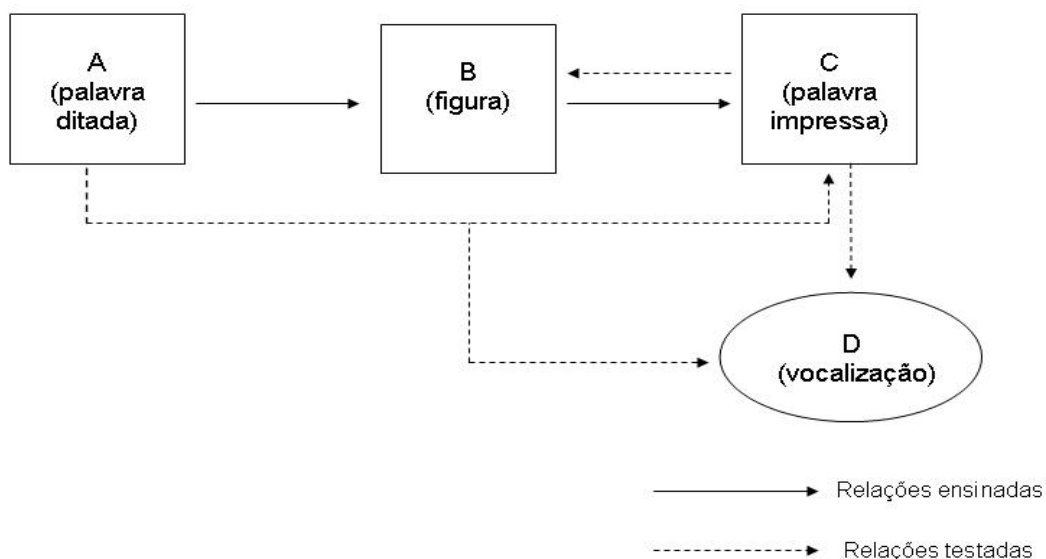 A
(palavra
ditada)
B
(figura)
C
(palavra
impressa)
D
(vocalização)
Relações ensinadas
Relações testadas